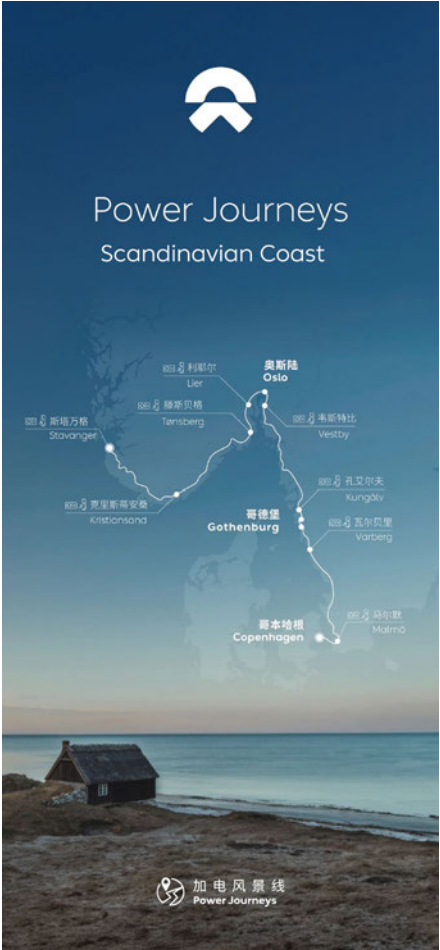 Power Journeys
Scandinavian Coast
利耶尔
Lier
奥斯陆
Oslo
滕斯贝格
Tønsberg
韦斯特比
Vestby
斯塔万格
Stavanger
孔艾尔夫
Kungälv
克里斯蒂安桑
Kristiansand
哥德堡
Gothenburg
瓦尔贝里
Varberg
哥本哈根
Copenhagen
马尔默
Malmö
加电风景线
Power Journeys